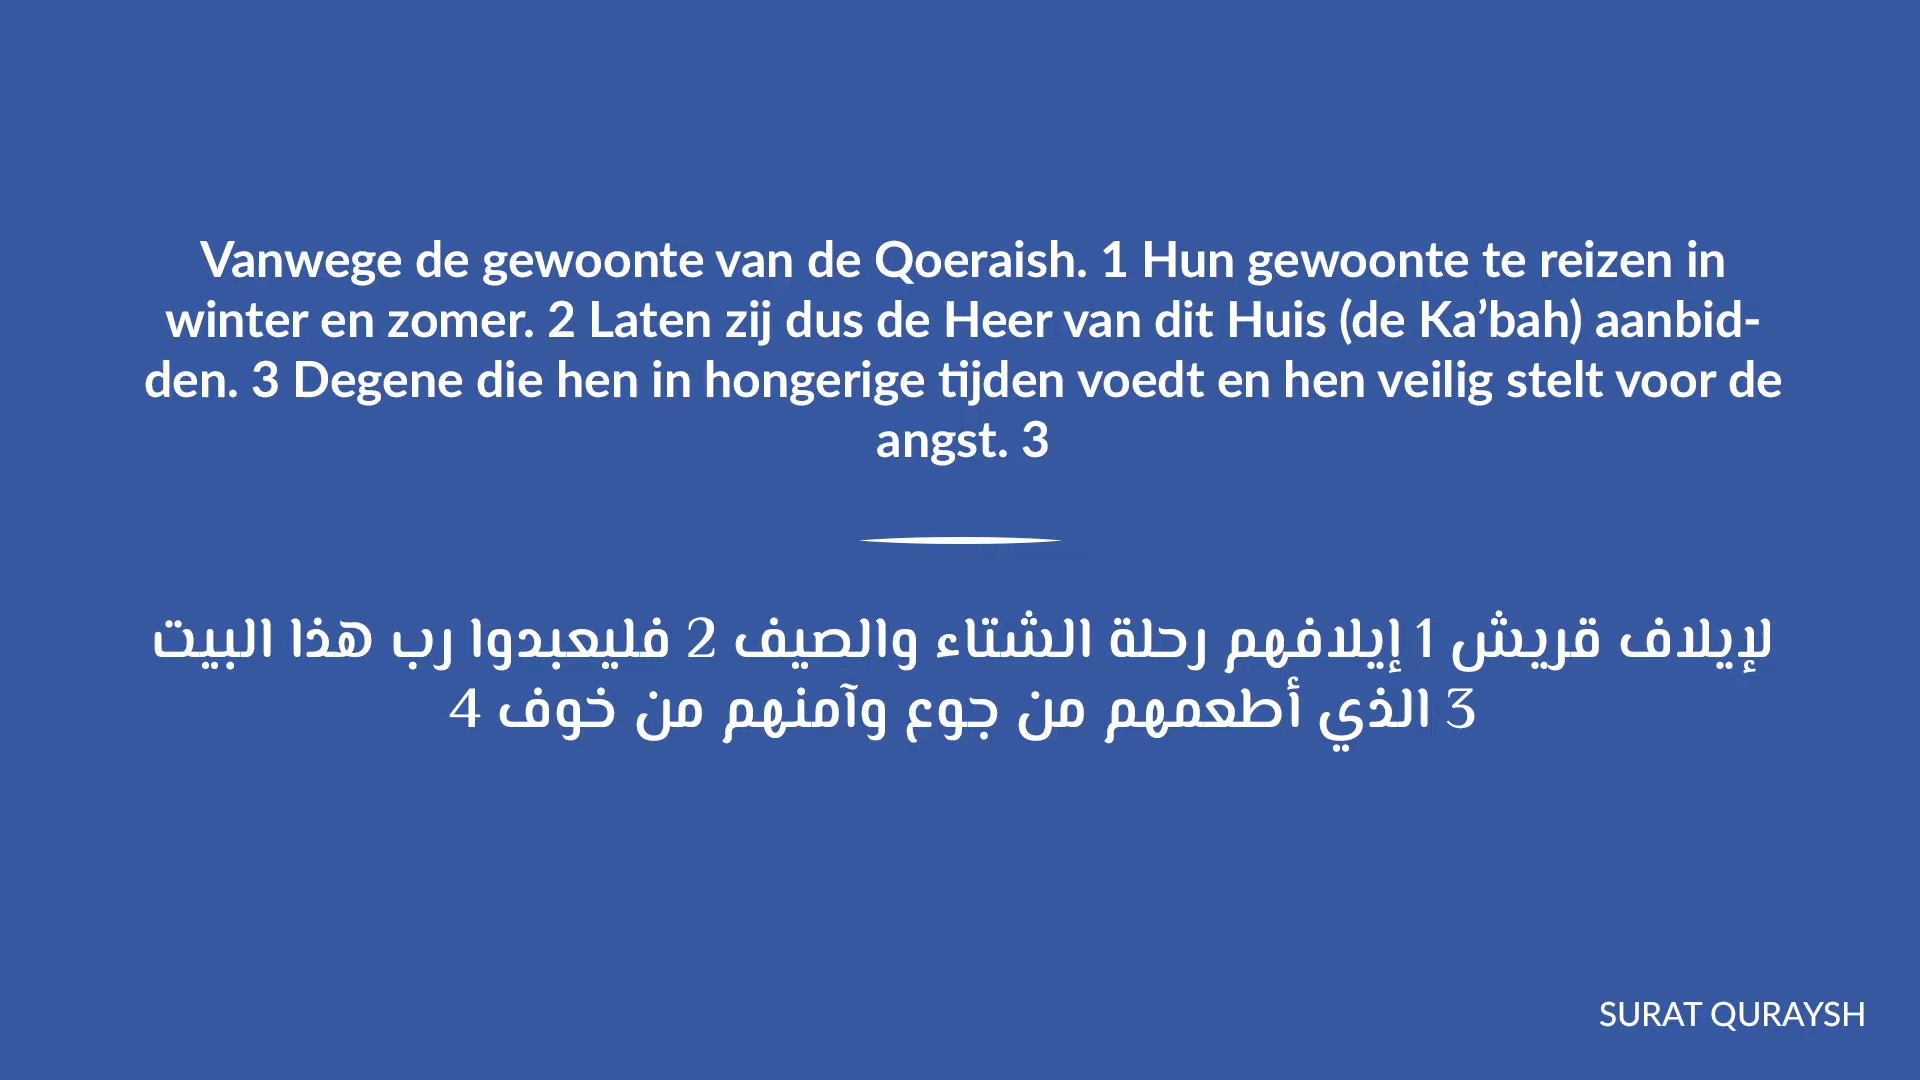 Vanwege de gewoonte van de Qoeraish. 1 Hun gewoonte te reizen in
winter en zomer. 2 Laten zij dus de Heer van dit Huis (de Ka’bah) aanbid-
den. 3 Degene die hen in hongerige tijden voedt en hen veilig stelt voor de
angst. 3
لإيلاف قريش 1 إيلافهم رحلة الشتاء والصيف 2 فليعبدوا رب هذا البيت
3 الذي أطعمهم من جوع وآمنهم من خوف 4
SURAT QURAYSH